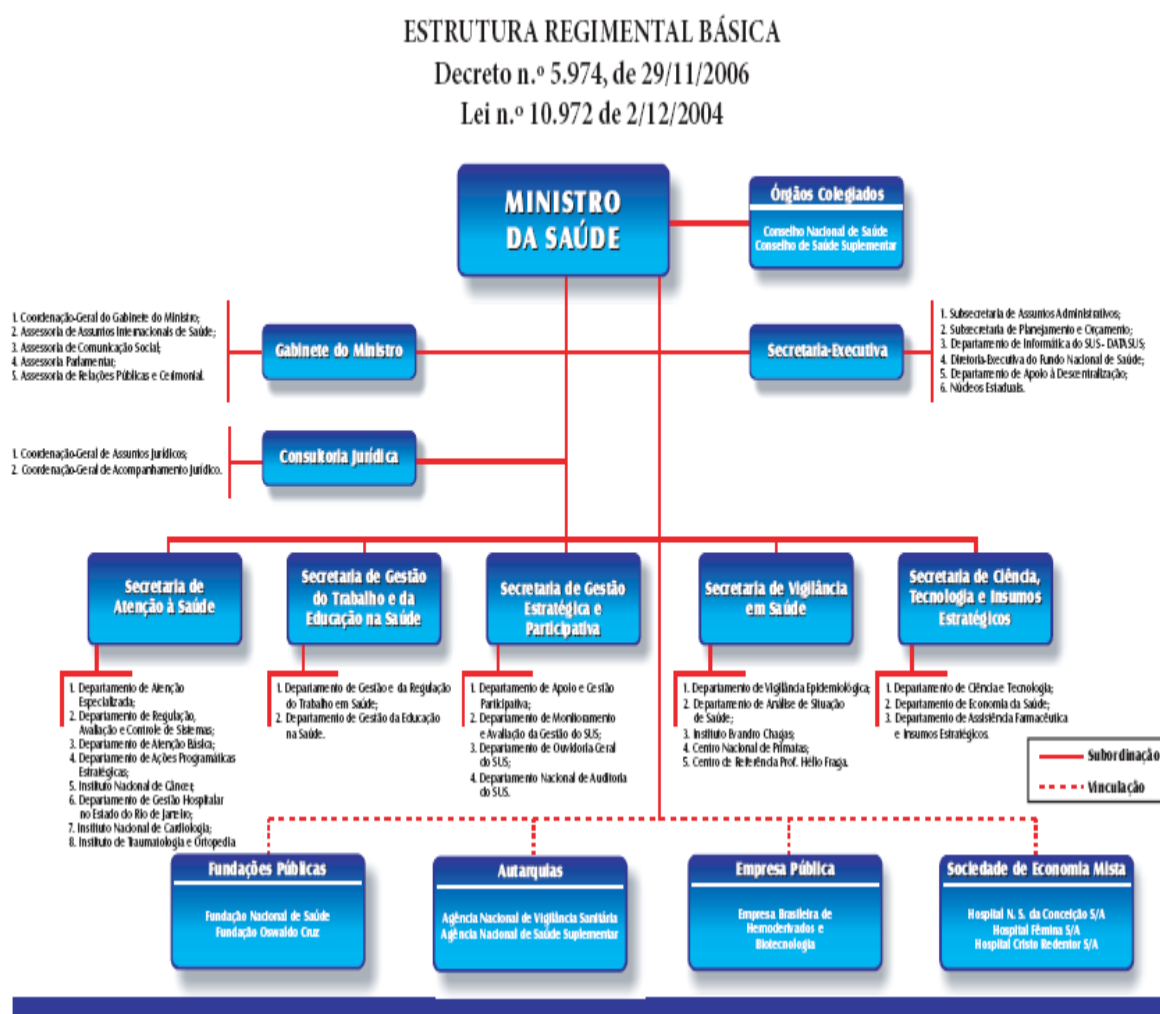 ESTRUTURA REGIMENTAL BÁSICA
Decreto n.º 5.974, de 29/11/2006
Lei n.º 10.972 de 2/12/2004
MINISTRO
DA SAÚDE
Órgãos Colegiados
Conselho Nacional de Saúde
Conselho de Saúde Suplementar
1. Coordenação-Geral do Gabinete do Ministro;
2. Assessoria de Assuntos Internacionais de Saúde;
3. Assessoria de Comunicação Social;
4. Assessoria Parlamentar;
5. Assessoria de Relações Públicas e Cerimonial.
Gabinete do Ministro
Secretaria-Executiva
1. Subsecretaria de Assuntos Administrativos;
2. Subsecretaria de Planejamento e Orçamento;
3. Departamento de Informática do SUS- DATASUS;
4. Diretoria-Executiva do Fundo Nacional de Saúde;
5. Departamento de Apoio à Descentralização;
6. Núcleos Estaduais.
1. Coordenação-Geral de Assuntos Jurídicos;
2. Coordenação-Geral de Acompanhamento Jurídico.
Consultoria Jurídica
Secretaria de
Atenção à Saúde
Secretaria de Gestão
do Trabalho e da
Educação na Saúde
Secretaria de Gestão
Estratégica e
Participativa
Secretaria de Vigilância
em Saúde
Secretaria de Ciência,
Tecnologia e Insumos
Estratégicos
1. Departamento de Atenção
Especializada;
2. Departamento de Regulação,
Avaliação e Controle de Sistemas;
3. Departamento de Atenção Básica;
4. Departamento de Ações Programáticas
Estratégicas;
5. Instituto Nacional de Câncer;
6. Departamento de Gestão Hospitalar
no Estado do Rio de Janeiro;
7. Instituto Nacional de Cardiologia;
8. Instituto de Traumatologia e Ortopedia
1. Departamento de Gestão e da Regulação
do Trabalho em Saúde;
2. Departamento de Gestão da Educação
na Saúde.
1. Departamento de Apoio e Gestão
Participativa;
2. Departamento de Monitoramento
e Avaliação da Gestão do SUS;
3. Departamento de Ouvidoria Geral
do SUS;
4. Departamento Nacional de Auditoria
do SUS.
1. Departamento de Vigilância Epidemiológica;
2. Departamento de Análise de Situação
de Saúde;
3. Instituto Evandro Chagas;
4. Centro Nacional de Primatas;
5. Centro de Referência Prof. Hélio Fraga.
1. Departamento de Ciência e Tecnologia;
2. Departamento de Economia da Saúde;
3. Departamento de Assistência Farmacêutica
e Insumos Estratégicos.
Subordinação
Vinculação
Fundações Públicas
Fundação Nacional de Saúde
Fundação Oswaldo Cruz
Autarquias
Agência Nacional de Vigilância Sanitária
Agência Nacional de Saúde Suplementar
Empresa Pública
Empresa Brasileira de
Hemoderivados e
Biotecnologia
Sociedade de Economia Mista
Hospital N. S. da Conceição S/A
Hospital Fêmina S/A
Hospital Cristo Redentor S/A